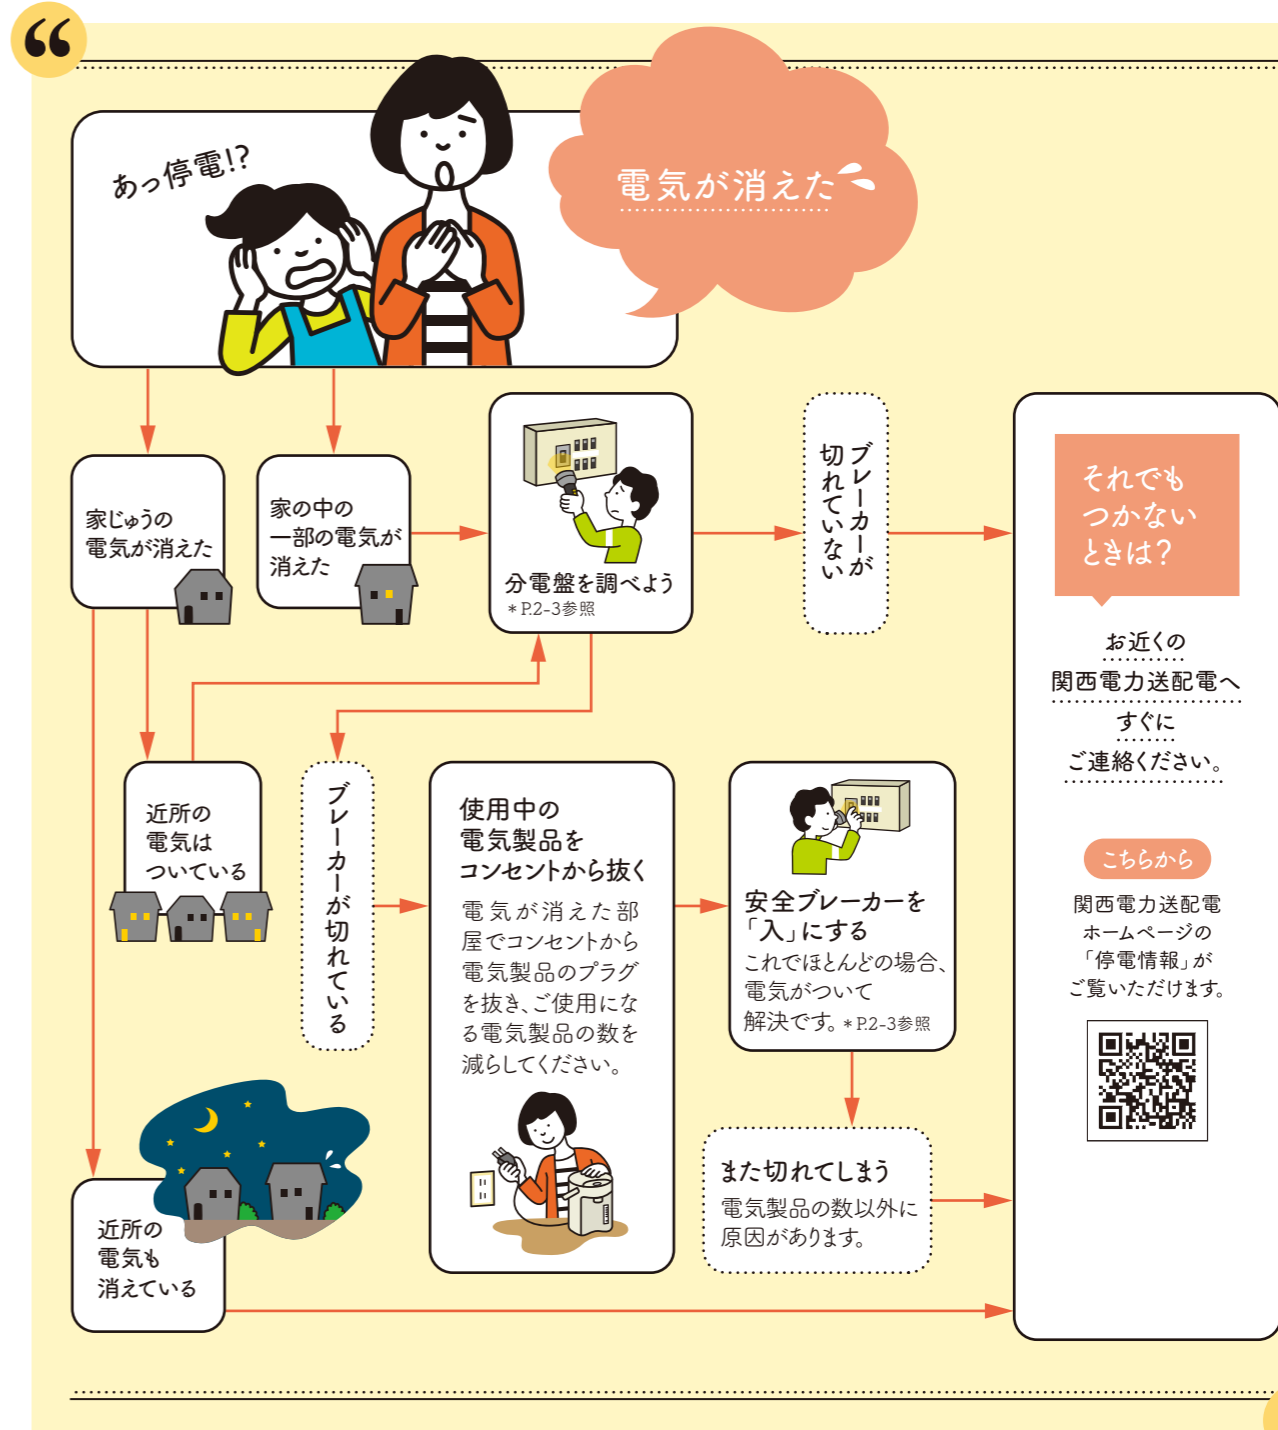 あっ停電!?
電気が消えた
家じゅうの
電気が消えた
家の中の
一部の電気が
消えた
分電盤を調べよう
*P.2-3参照
ブレーカーが
切れていない
近所の
電気は
ついている
ブレーカーが切れている
使用中の
電気製品を
コンセントから抜く
電気が消えた部
屋でコンセントから
電気製品のプラグ
を抜き、ご使用にな
る電気製品の数を
減らしてください。
安全ブレーカーを
「入」にする
これでほとんどの場合、
電気がついて
解決です。*P.2-3参照
また切れてしまう
電気製品の数以外に
原因があります。
近所の
電気も
消えている
それでも
つかない
ときは?
お近くの
関西電力送配電へ
すぐに
ご連絡ください。
こちらから
関西電力送配電
ホームページの
「停電情報」が
ご覧いただけます。